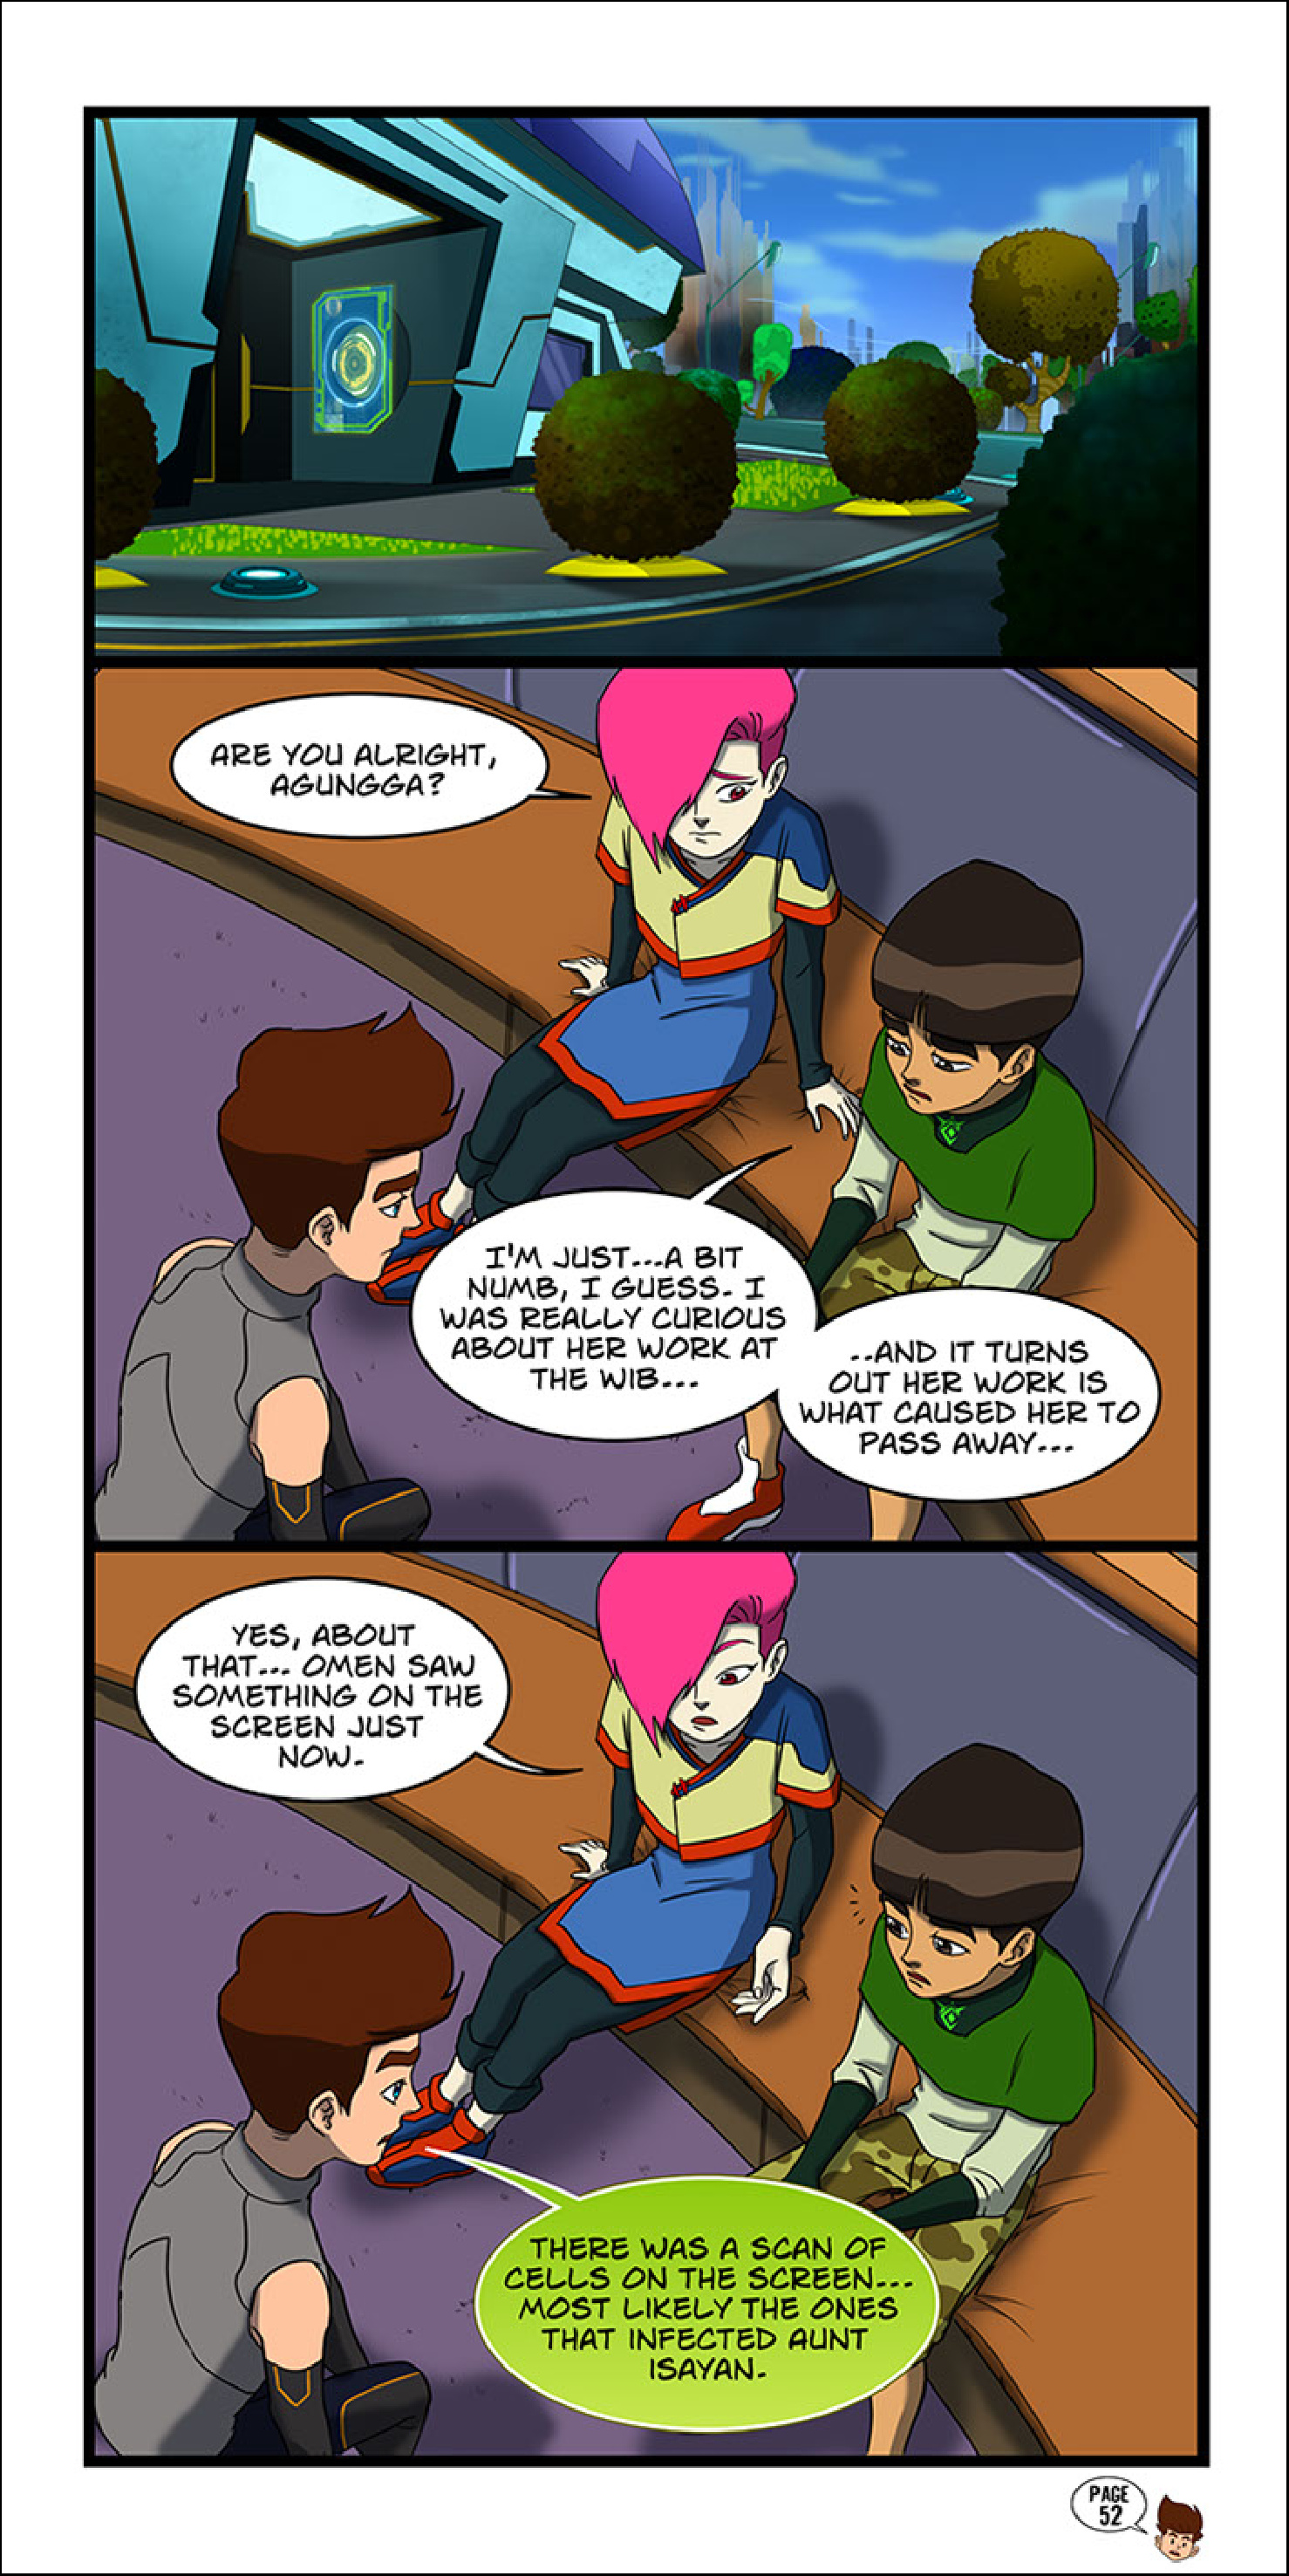 ARE YOU ALRIGHT,
AGUNGGA?
I'M JUST...A BIT
NUMB, I GUESS. I
WAS REALLY CURIOUS
ABOUT HER WORK AT
THE WIB...
..AND IT TURNS
OUT HER WORK IS
WHAT CAUSED HER TO
PASS AWAY...
YES, ABOUT
THAT... OMEN SAW
SOMETHING ON THE
SCREEN JUST
NOW.
THERE WAS A SCAN OF
CELLS ON THE SCREEN...
MOST LIKELY THE ONES
THAT INFECTED AUNT
ISAYAN.
PAGE
52